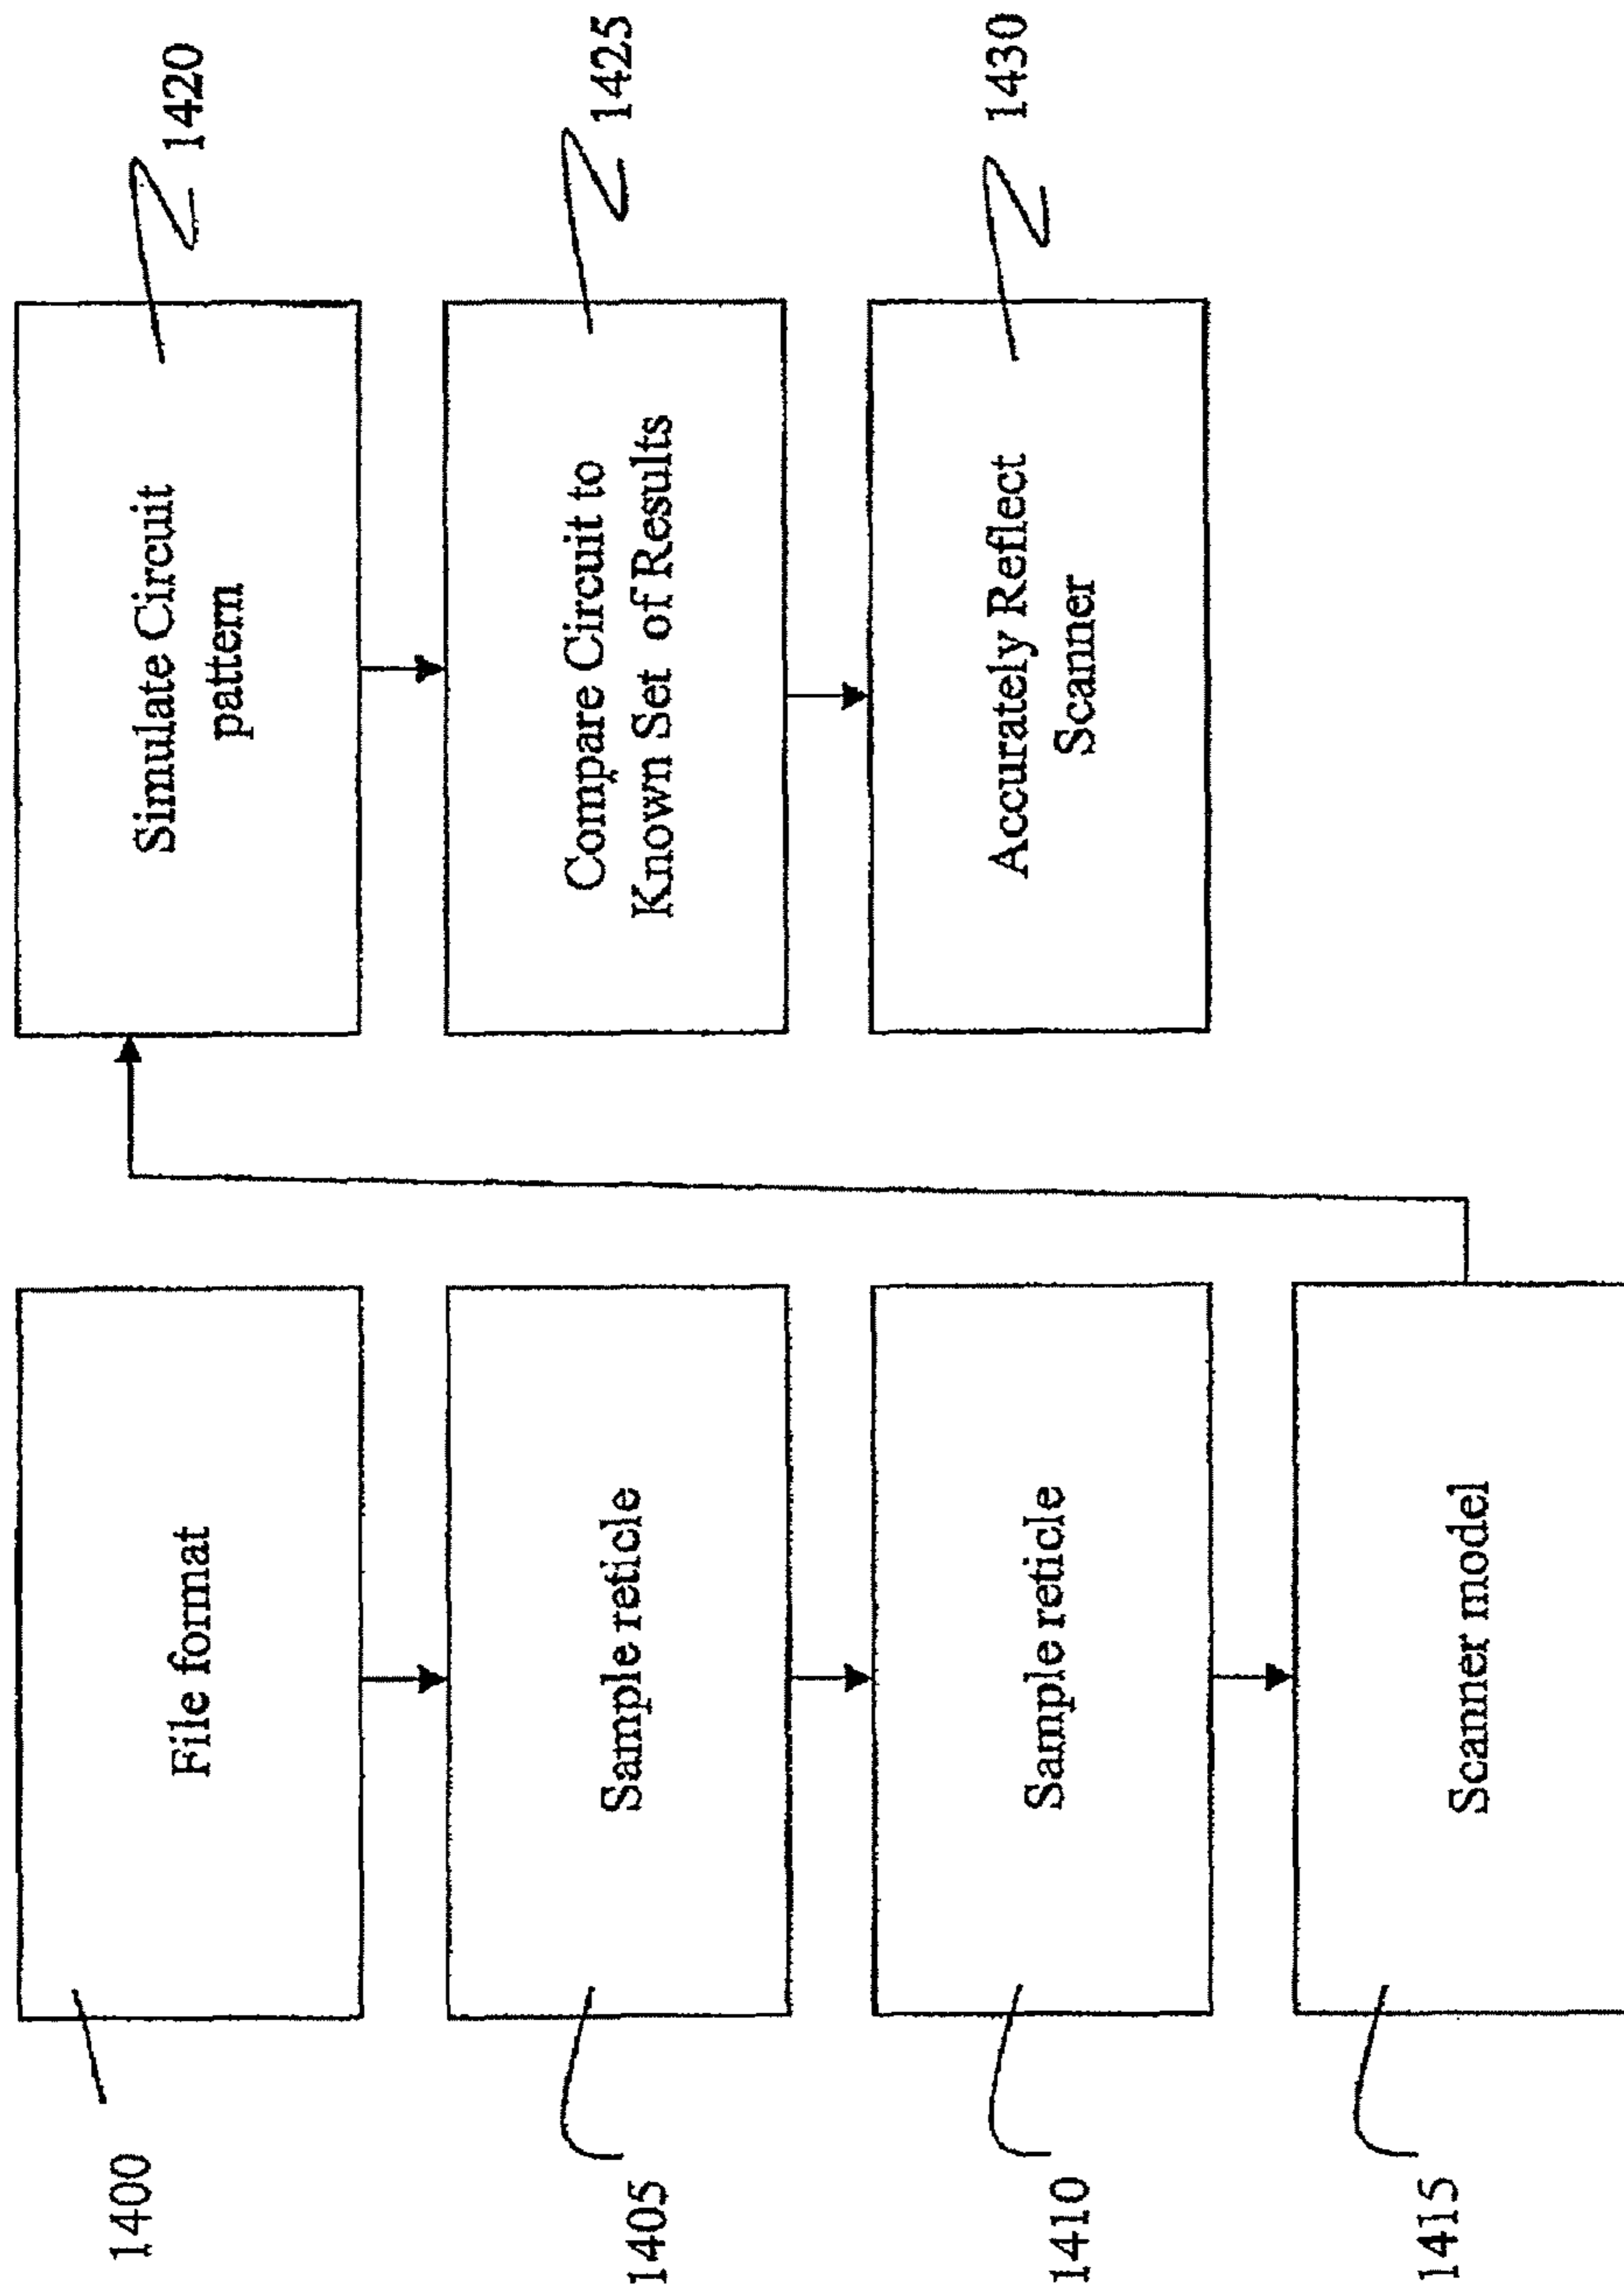 1400
File format
1405
Sample reticle
1410
Sample reticle
1415
Scanner model
1420
Simulate Circuit
pattern
1425
Compare Circuit to
Known Set of Results
1430
Accurately Reflect
Scanner